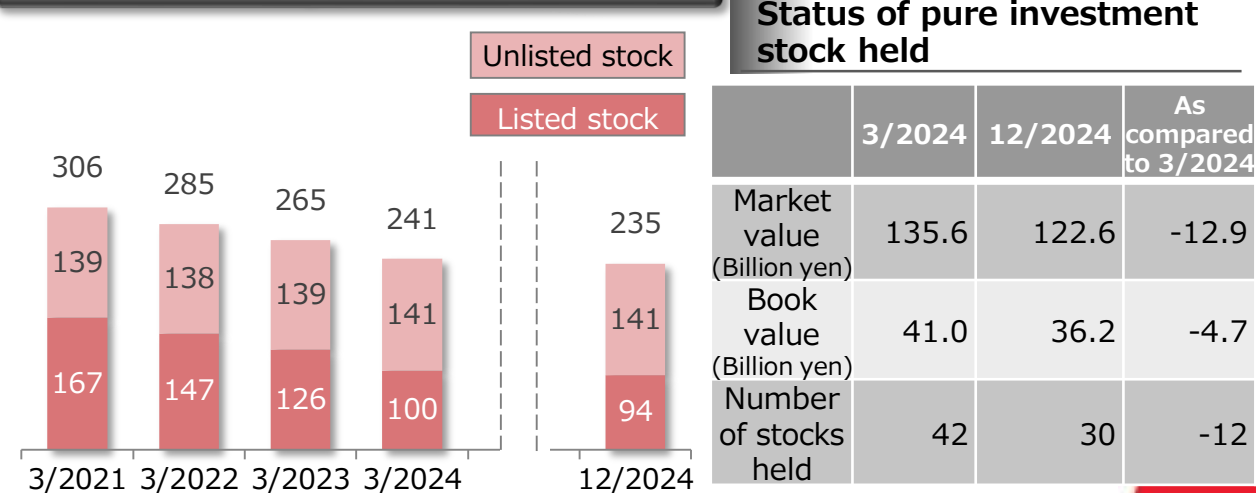 Unlisted stock
Listed stock
306
285
265
241
235
139
138
139
141
141
167
147
126
100
94
3/2021 3/2022 3/2023 3/2024 12/2024
Status of pure investment
stock held
3/2024 12/2024 As compared to 3/2024
Market
value
(Billion yen)
135.6 122.6 -12.9
Book
value
(Billion yen)
41.0 36.2 -4.7
Number
of stocks
held
42 30 -12